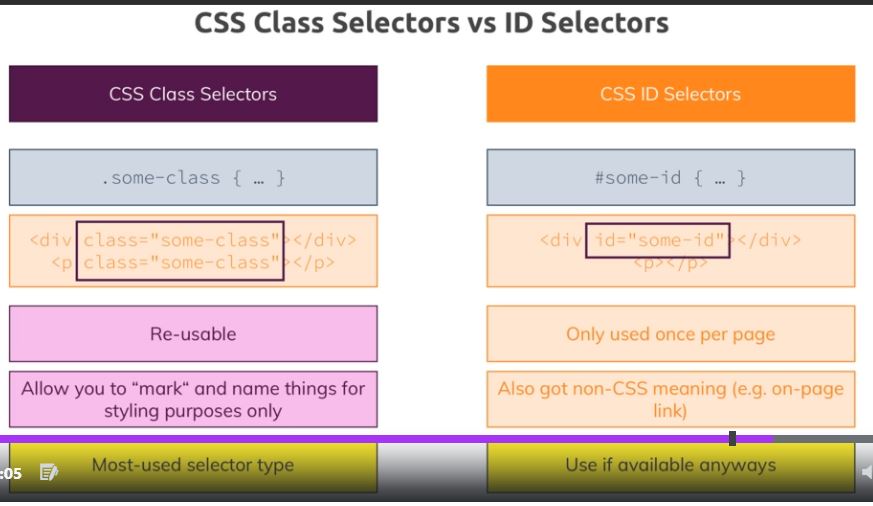 CSS Class Selectors vs ID Selectors
CSS Class Selectors
CSS ID Selectors
.some-class { … }
#some-id { … }
<div class="some-class"></div>
<p class="some-class"></p>
<div id="some-id"></div>
<p></p>
Re-usable
Only used once per page
Allow you to “mark“ and name things for
styling purposes only
Also got non-CSS meaning (e.g. on-page
link)
:05
Most-used selector type
Use if available anyways